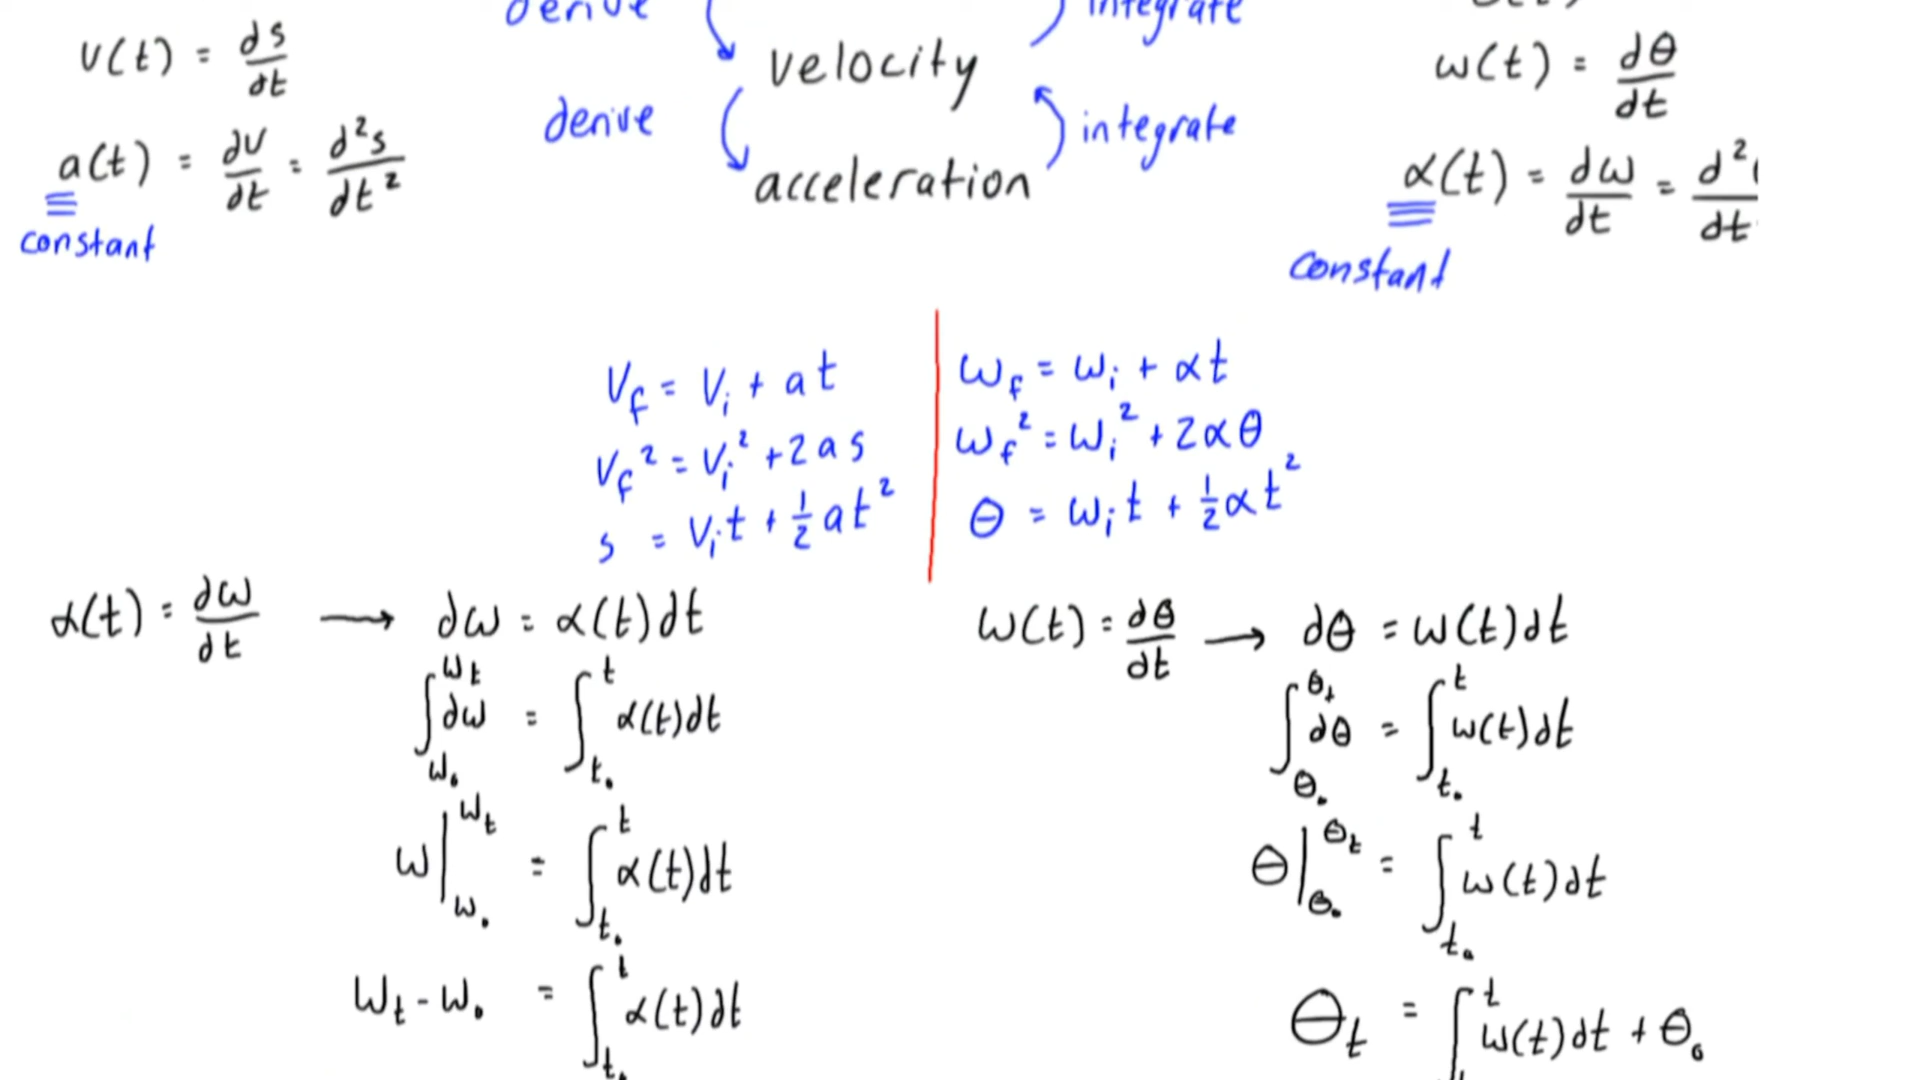 derive integrate
v(t) = ds/dt velocity ω(t) = dθ/dt
derive integrate
a(t) = dv/dt = d²s/dt² acceleration α(t) = dω/dt = d²/dt
constant constant
V_f = V_i + at ω_f = ω_i + αt
V_f² = V_i² + 2as ω_f² = ω_i² + 2αθ
s = V_i t + ½at² θ = ω_i t + ½αt²
α(t) = dω/dt → dω = α(t)dt ω(t) = dθ/dt → dθ = ω(t)dt
∫_{ω₀}^{ω_t} dω = ∫_{t₀}^{t} α(t)dt ∫_{θ₀}^{θ_t} dθ = ∫_{t₀}^{t} ω(t)dt
ω|_{ω₀}^{ω_t} = ∫_{t₀}^{t} α(t)dt θ|_{θ₀}^{θ_t} = ∫_{t₀}^{t} ω(t)dt
ω_t - ω₀ = ∫_{t₀}^{t} α(t)dt θ_t = ∫^{t} ω(t)dt + θ₀